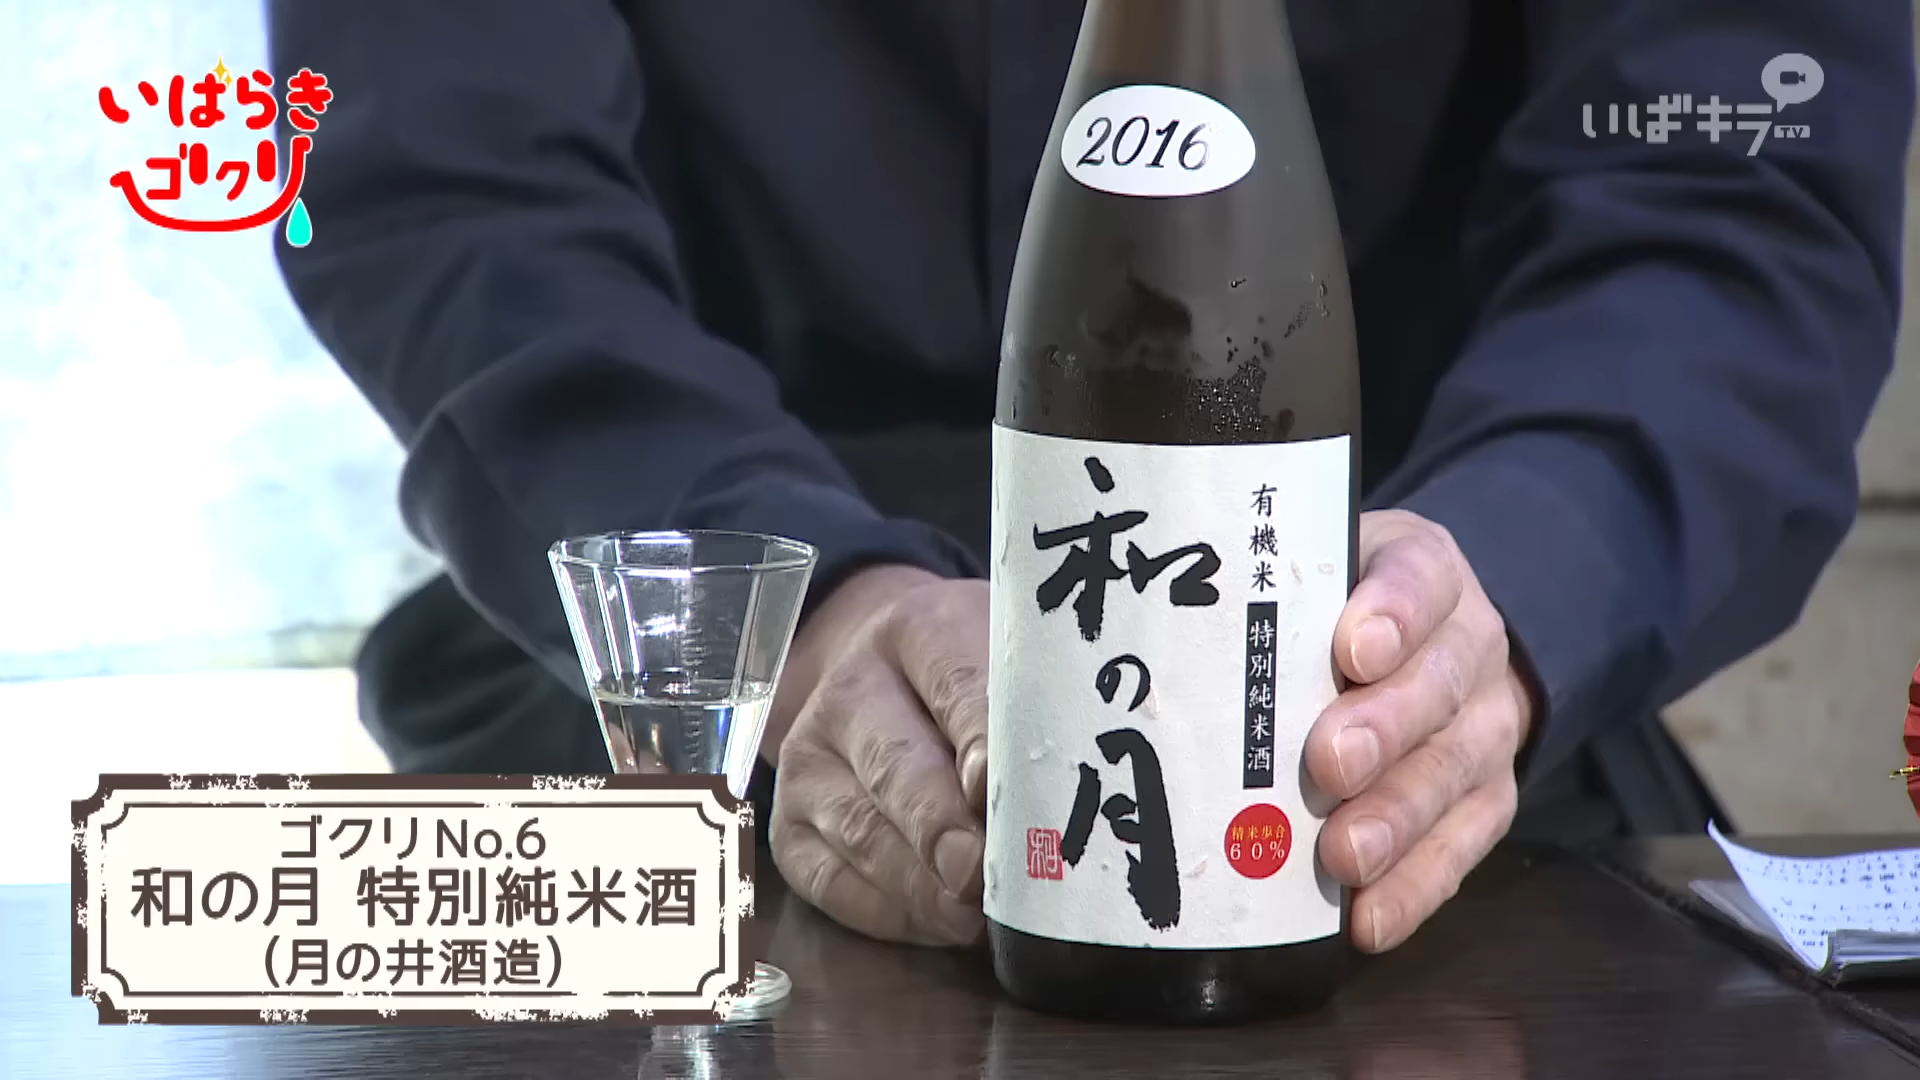 いばらき
ゴクリ
いばキラ
TV
2016
和の月
有機米 特別純米酒
精米歩合
60%
和
ゴクリNo.6
和の月 特別純米酒
(月の井酒造)